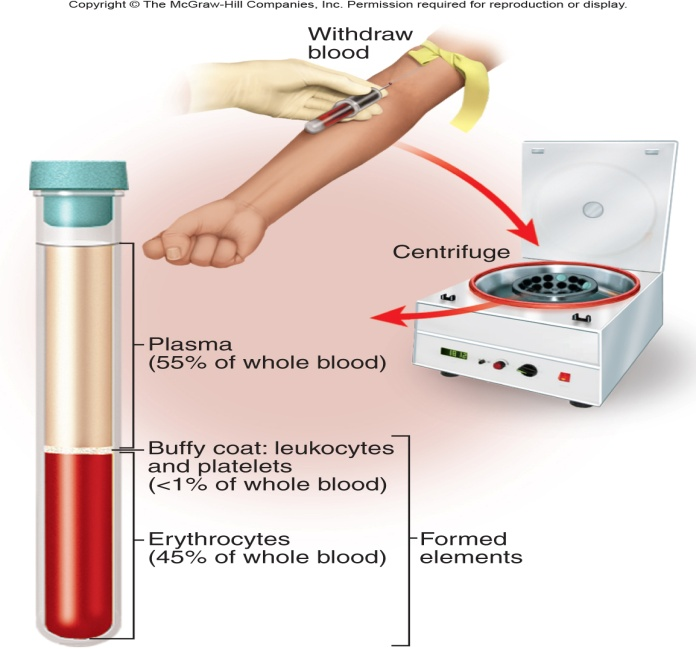 Copyright © The McGraw-Hill Companies, Inc. Permission required for reproduction or display.
Withdraw
blood
Centrifuge
Plasma
(55% of whole blood)
Buffy coat: leukocytes
and platelets
(<1% of whole blood)
Erythrocytes
(45% of whole blood)
Formed
elements